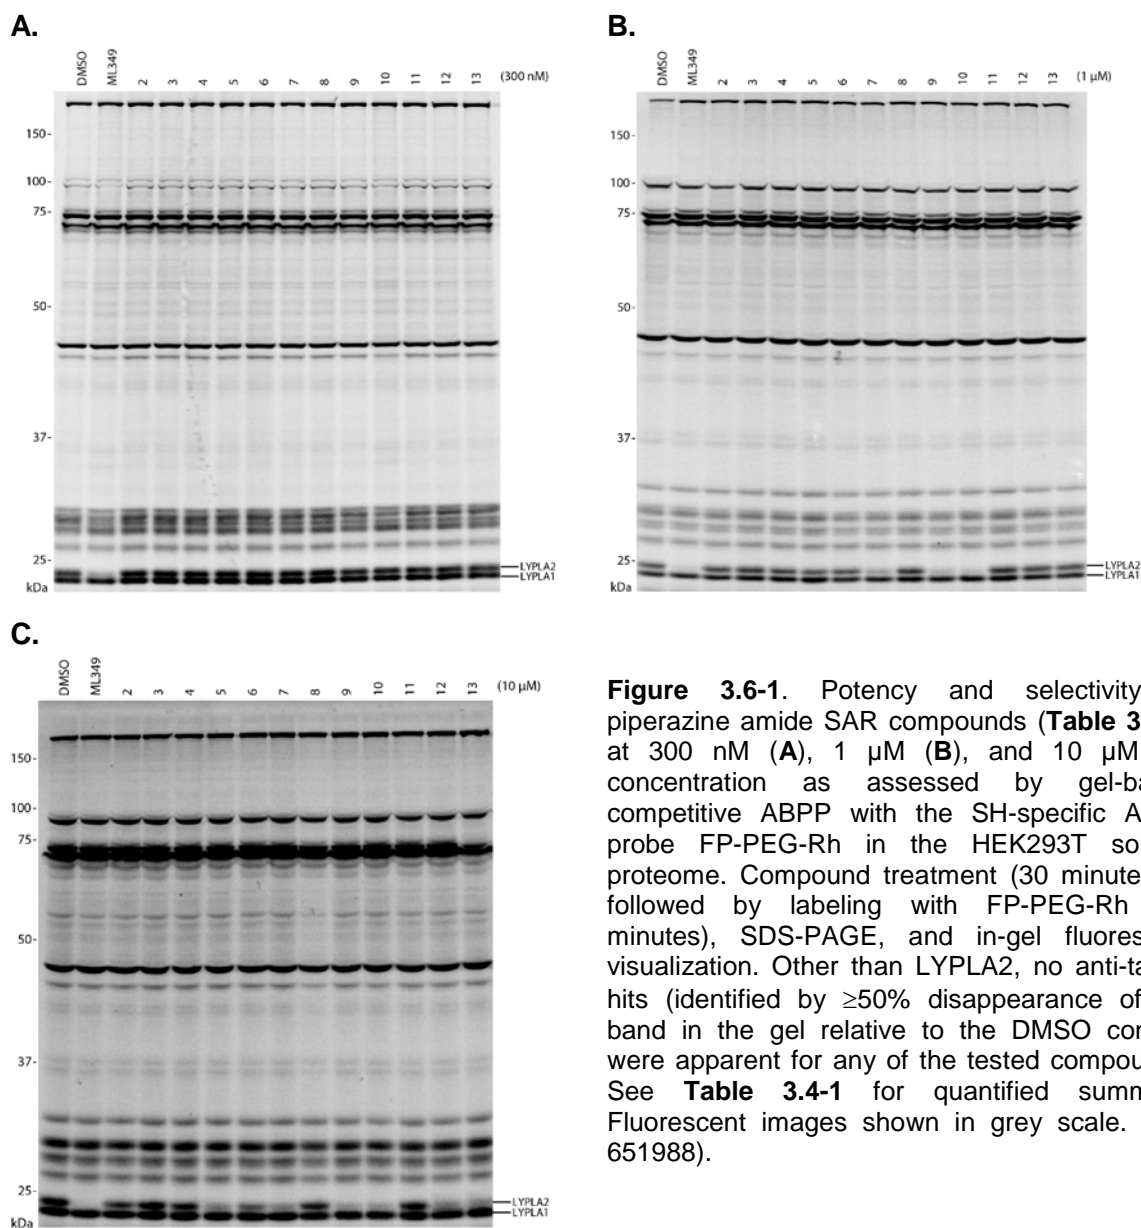 A.
DMSO ML349 2 3 4 5 6 7 8 9 10 11 12 13 (300 nM)
150-
100-
75-
50-
37-
25-
LYPLA2
LYPLA1
kDa
B.
DMSO ML349 2 3 4 5 6 7 8 9 10 11 12 13 (1 µM)
150-
100-
75-
50-
37-
25-
LYPLA2
LYPLA1
kDa
C.
DMSO ML349 2 3 4 5 6 7 8 9 10 11 12 13 (10 µM)
150-
100-
75-
50-
37-
25-
LYPLA2
LYPLA1
kDa
Figure 3.6-1. Potency and selectivity
piperazine amide SAR compounds (Table 3
at 300 nM (A), 1 µM (B), and 10 µM
concentration as assessed by gel-ba
competitive ABPP with the SH-specific A
probe FP-PEG-Rh in the HEK293T so
proteome. Compound treatment (30 minute
followed by labeling with FP-PEG-Rh
minutes), SDS-PAGE, and in-gel fluores
visualization. Other than LYPLA2, no anti-ta
hits (identified by ≥50% disappearance of
band in the gel relative to the DMSO cor
were apparent for any of the tested compou
See Table 3.4-1 for quantified summ
Fluorescent images shown in grey scale.
651988).